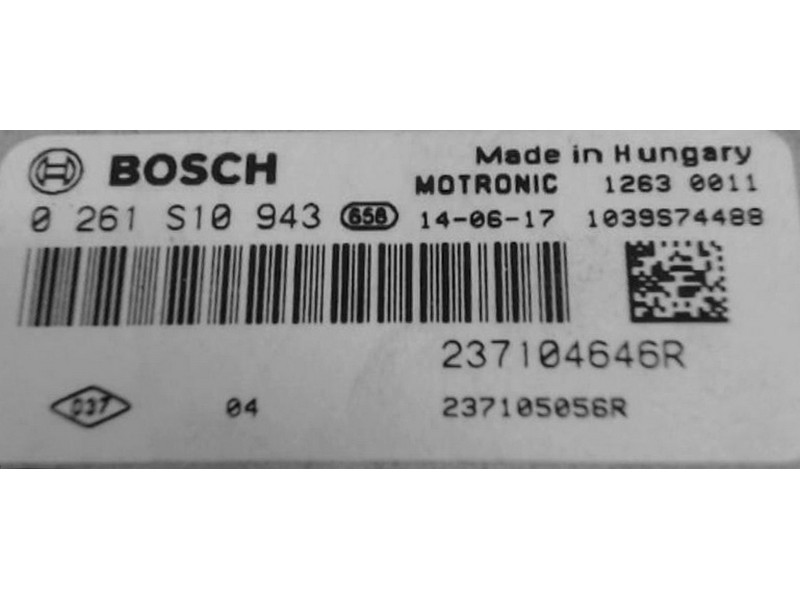 BOSCH Made in Hungary
MOTRONIC 1263 0011
0 261 S10 943 656 14-06-17 1039S74488
237104646R
037 04 237105056R